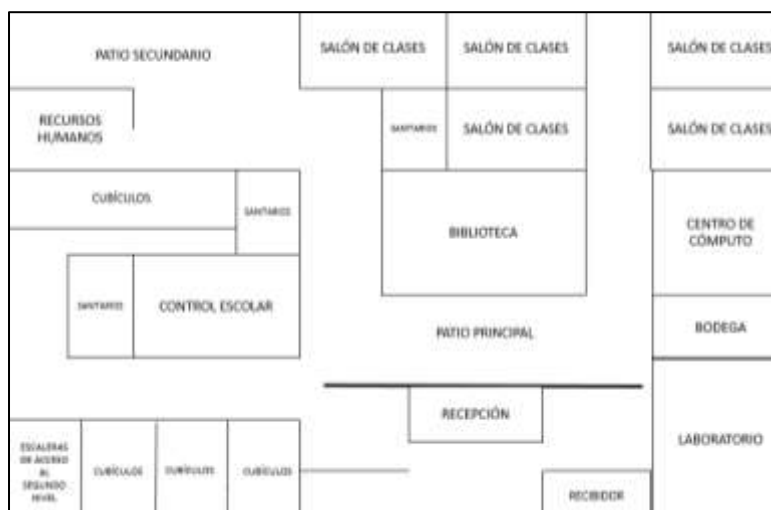 PATIO SECUNDARIO
SALÓN DE CLASES
SALÓN DE CLASES
SALÓN DE CLASES
RECURSOS
HUMANOS
SANITARIOS
SALÓN DE CLASES
SALÓN DE CLASES
CUBÍCULOS
SANITARIOS
BIBLIOTECA
CENTRO DE
CÓMPUTO
SANITARIOS
CONTROL ESCOLAR
PATIO PRINCIPAL
BODEGA
RECEPCIÓN
LABORATORIO
ESCALERAS
DE ACCESO
AL
SEGUNDO
NIVEL
CUBÍCULOS
CUBÍCULOS
CUBÍCULOS
RECIBIDOR